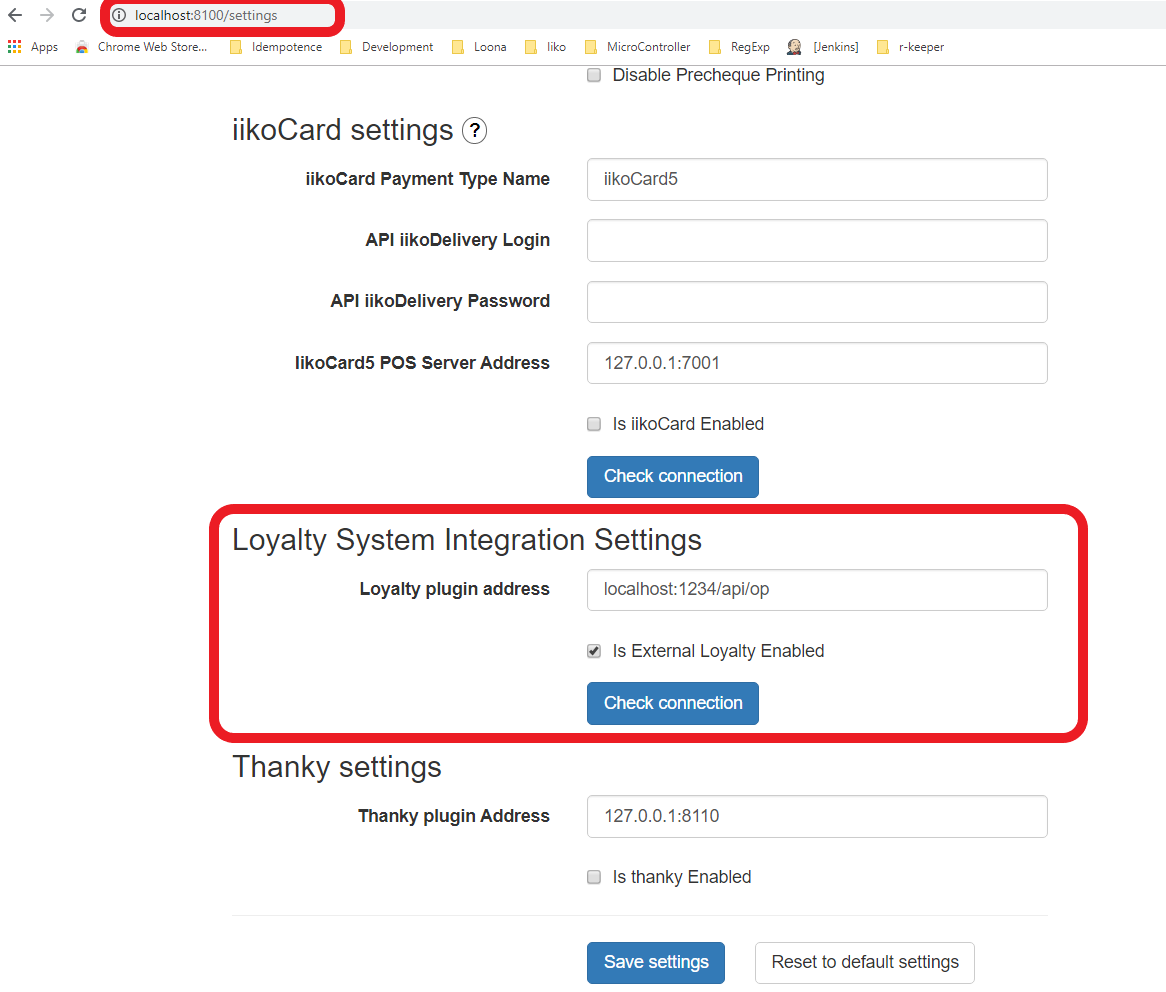 localhost:8100/settings
Apps Chrome Web Store... Idempotence Development Loona Iiko MicroController RegExp [Jenkins] r-keeper
Disable Precheque Printing
iikoCard settings ?
iikoCard Payment Type Name iikoCard5
API iikoDelivery Login
API iikoDelivery Password
IikoCard5 POS Server Address 127.0.0.1:7001
Is iikoCard Enabled
Check connection
Loyalty System Integration Settings
Loyalty plugin address localhost:1234/api/op
Is External Loyalty Enabled
Check connection
Thanky settings
Thanky plugin Address 127.0.0.1:8110
Is thanky Enabled
Save settings Reset to default settings